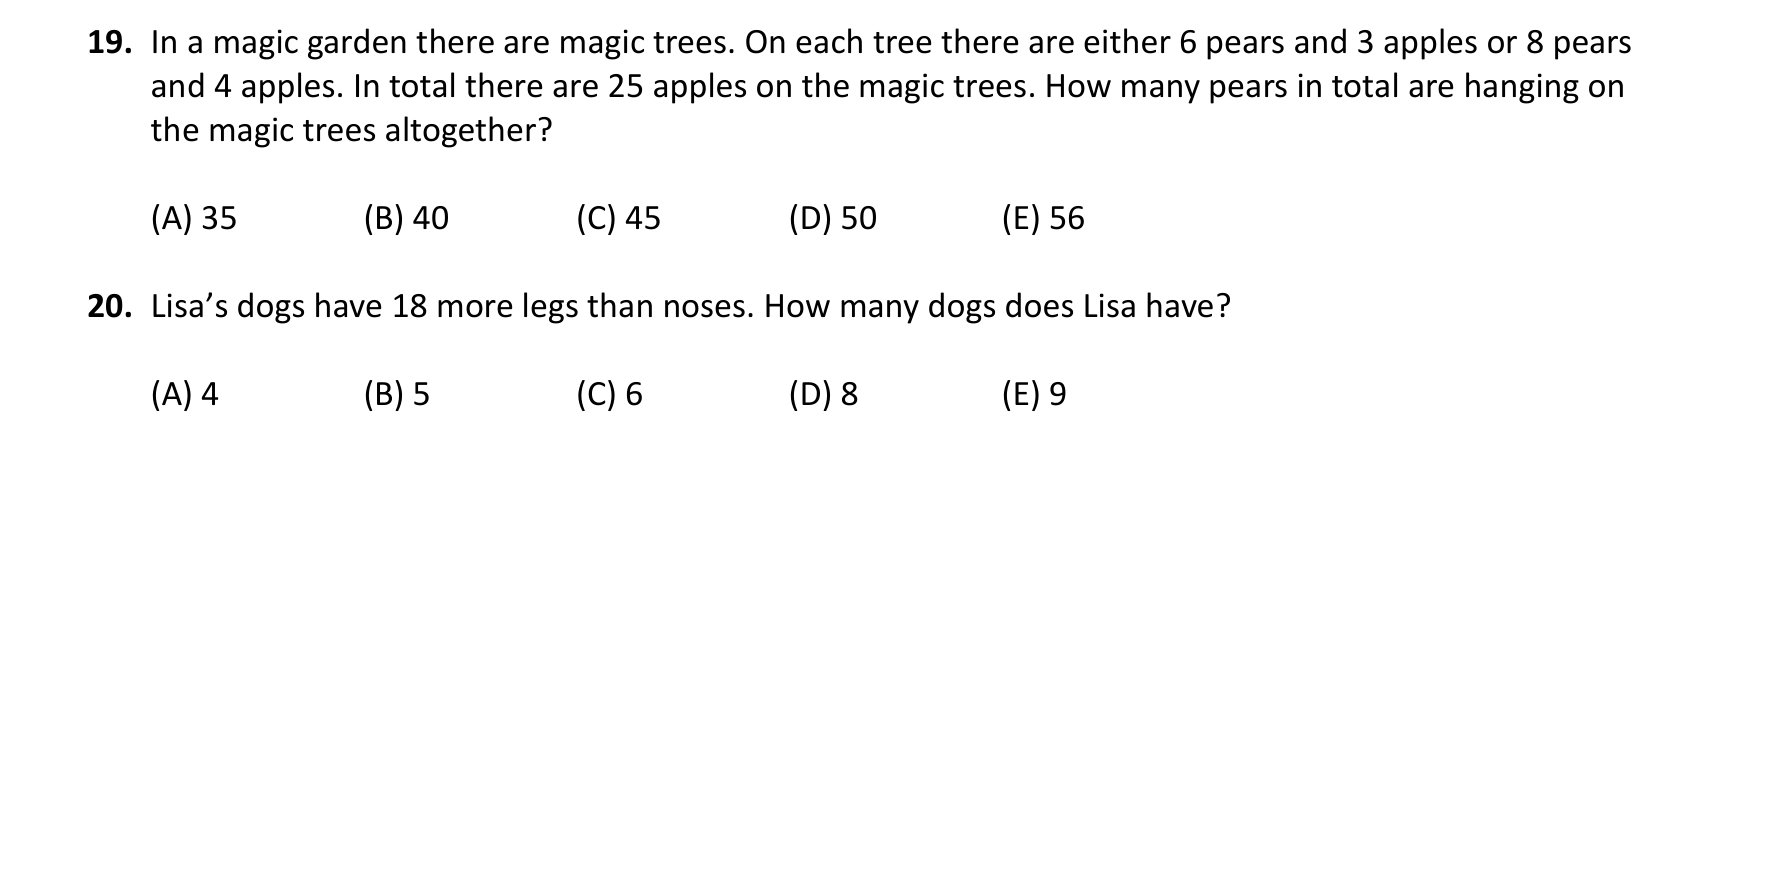 19. In a magic garden there are magic trees. On each tree there are either 6 pears and 3 apples or 8 pears
and 4 apples. In total there are 25 apples on the magic trees. How many pears in total are hanging on
the magic trees altogether?
(A) 35 (B) 40 (C) 45 (D) 50 (E) 56
20. Lisa’s dogs have 18 more legs than noses. How many dogs does Lisa have?
(A) 4 (B) 5 (C) 6 (D) 8 (E) 9